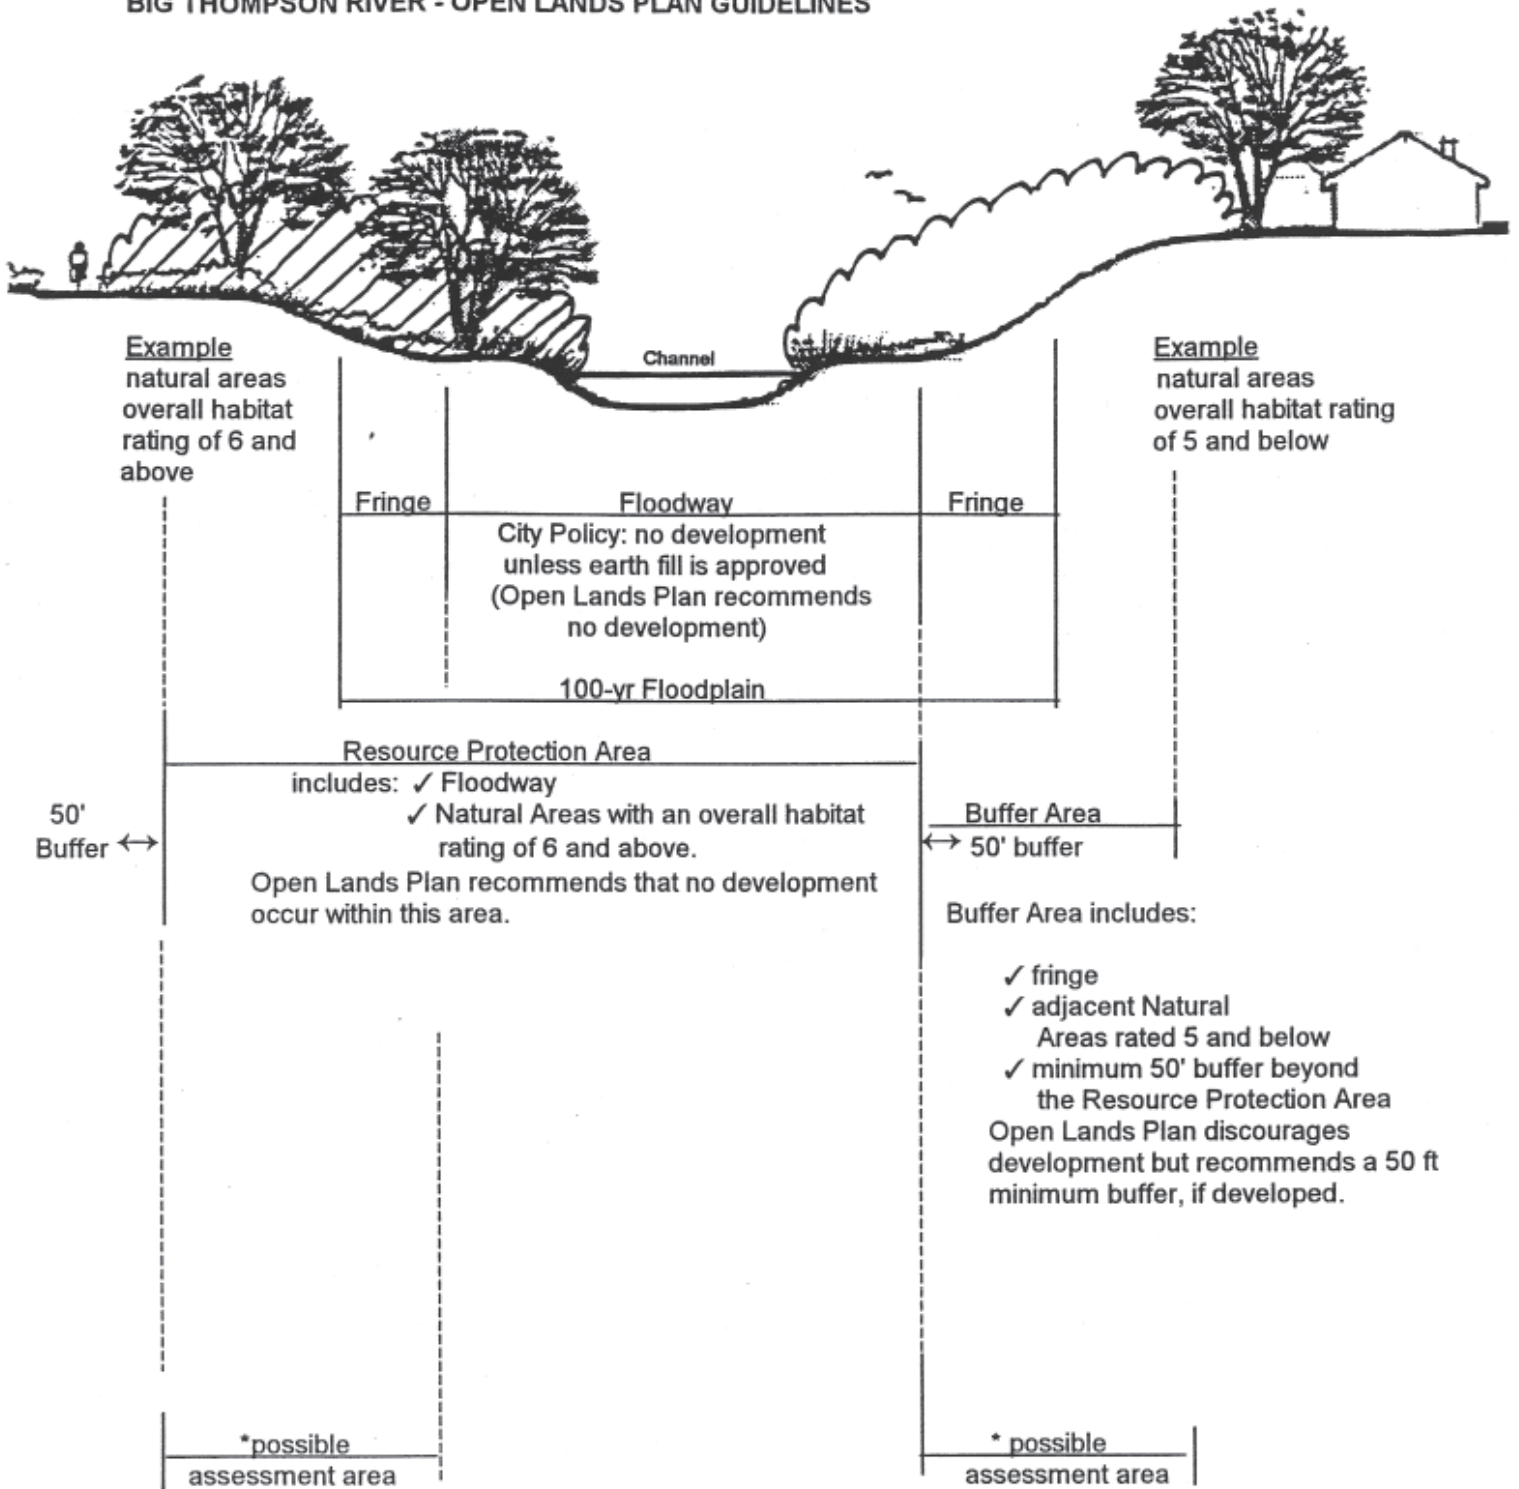 BIG THOMPSON RIVER - OPEN LANDS PLAN GUIDELINES
Channel
Example
natural areas
overall habitat
rating of 6 and
above
Example
natural areas
overall habitat rating
of 5 and below
Fringe
Floodway
Fringe
City Policy: no development
unless earth fill is approved
(Open Lands Plan recommends
no development)
100-yr Floodplain
Resource Protection Area
includes: ✓ Floodway
✓ Natural Areas with an overall habitat
rating of 6 and above.
Open Lands Plan recommends that no development
occur within this area.
50'
Buffer
Buffer Area
50' buffer
Buffer Area includes:
✓ fringe
✓ adjacent Natural
Areas rated 5 and below
✓ minimum 50' buffer beyond
the Resource Protection Area
Open Lands Plan discourages
development but recommends a 50 ft
minimum buffer, if developed.
*possible
assessment area
* possible
assessment area